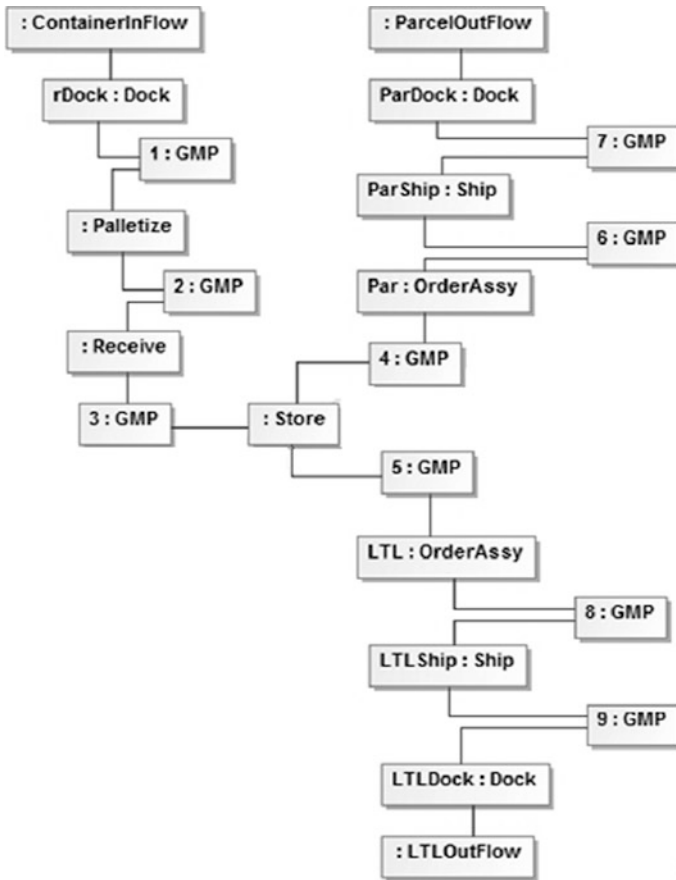 : ContainerInFlow
: ParcelOutFlow
rDock : Dock
ParDock : Dock
7 : GMP
1 : GMP
ParShip : Ship
: Palletize
6 : GMP
2 : GMP
Par : OrderAssy
: Receive
4 : GMP
3 : GMP
: Store
5 : GMP
LTL : OrderAssy
8 : GMP
LTLShip : Ship
9 : GMP
LTLDock : Dock
: LTLOutFlow